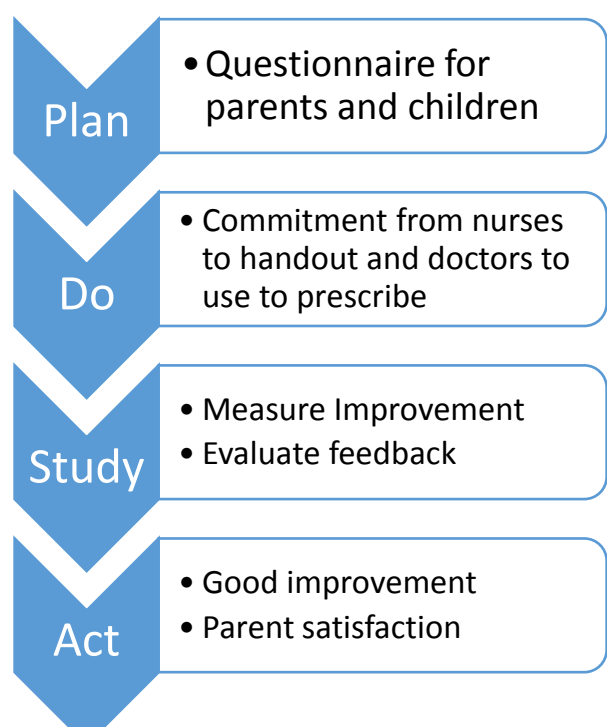 Plan
• Questionnaire for
parents and children
Do
• Commitment from nurses
to handout and doctors to
use to prescribe
Study
• Measure Improvement
• Evaluate feedback
Act
• Good improvement
• Parent satisfaction